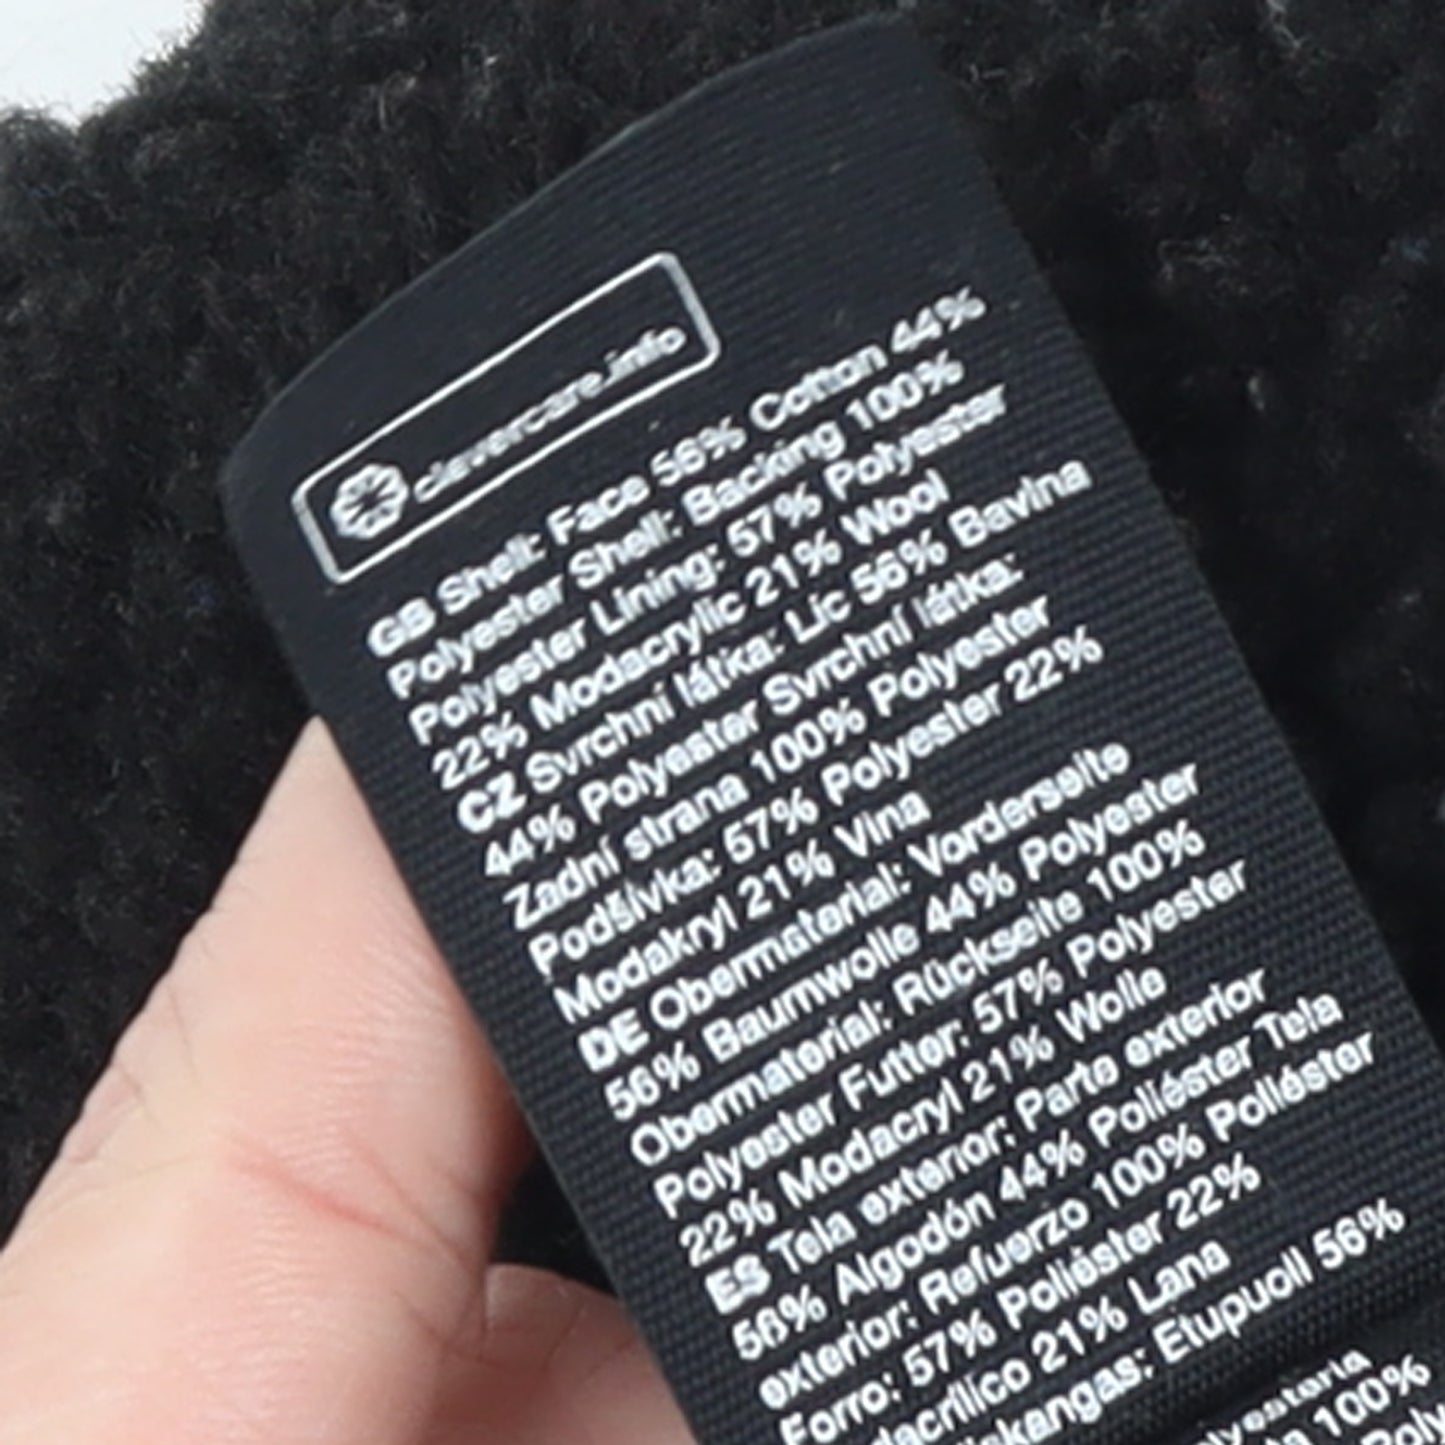 clevercare.info
GB Shell: Face 56% Cotton 44%
Polyester Shell: Backing 100%
Polyester Lining: 57% Polyester
22% Modacrylic 21% Wool
CZ Svrchní látka: Líc 56% Bavlna
44% Polyester Svrchní látka:
Zadní strana 100% Polyester
Podšívka: 57% Polyester 22%
Modakryl 21% Vlna
DE Obermaterial: Vorderseite
56% Baumwolle 44% Polyester
Obermaterial: Rückseite 100%
Polyester Futter: 57% Polyester
22% Modacryl 21% Wolle
ES Tela exterior: Parte exterior
56% Algodón 44% Poliéster Tela
exterior: Refuerzo 100% Poliéster
Forro: 57% Poliéster 22%
21% Lana
Etupuoli 56%
100%